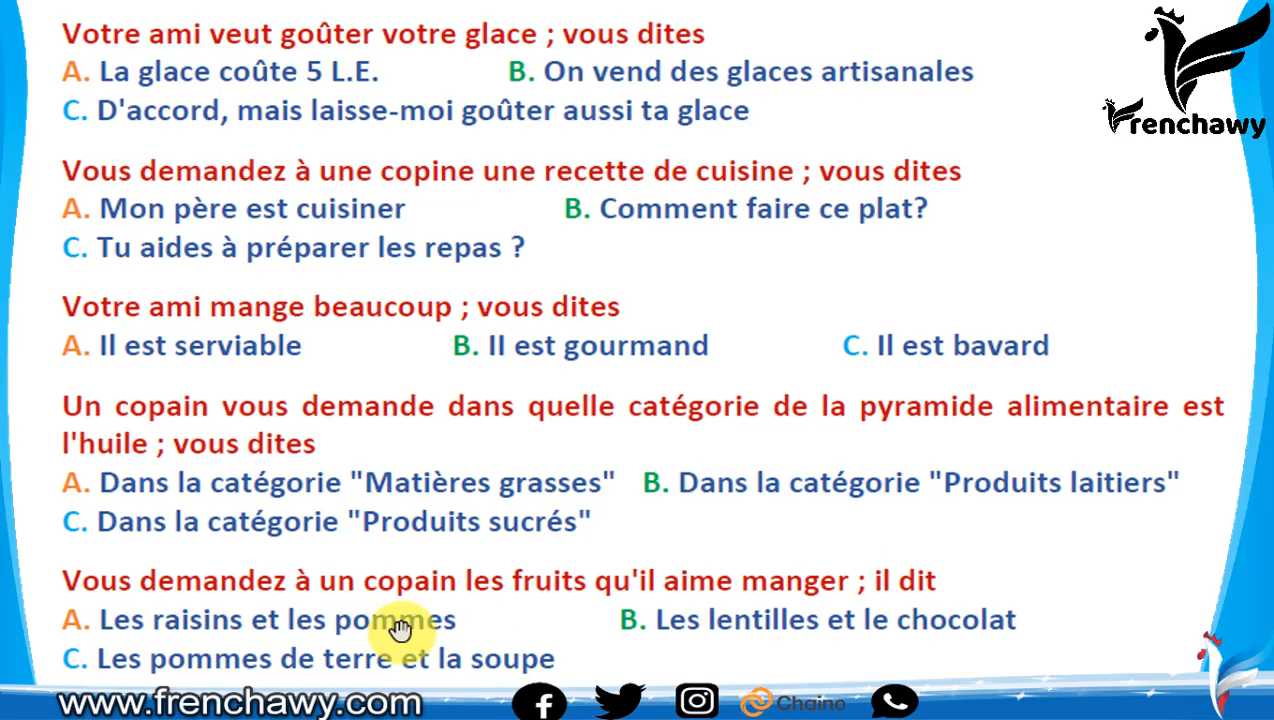 Votre ami veut goûter votre glace ; vous dites
A. La glace coûte 5 L.E. B. On vend des glaces artisanales
C. D'accord, mais laisse-moi goûter aussi ta glace
Frenchawy
Vous demandez à une copine une recette de cuisine ; vous dites
A. Mon père est cuisiner B. Comment faire ce plat?
C. Tu aides à préparer les repas ?
Votre ami mange beaucoup ; vous dites
A. Il est serviable B. II est gourmand C. Il est bavard
Un copain vous demande dans quelle catégorie de la pyramide alimentaire est
l'huile ; vous dites
A. Dans la catégorie "Matières grasses" B. Dans la catégorie "Produits laitiers"
C. Dans la catégorie "Produits sucrés"
Vous demandez à un copain les fruits qu'il aime manger ; il dit
A. Les raisins et les pommes B. Les lentilles et le chocolat
C. Les pommes de terre et la soupe
www.frenchawy.com Chaino